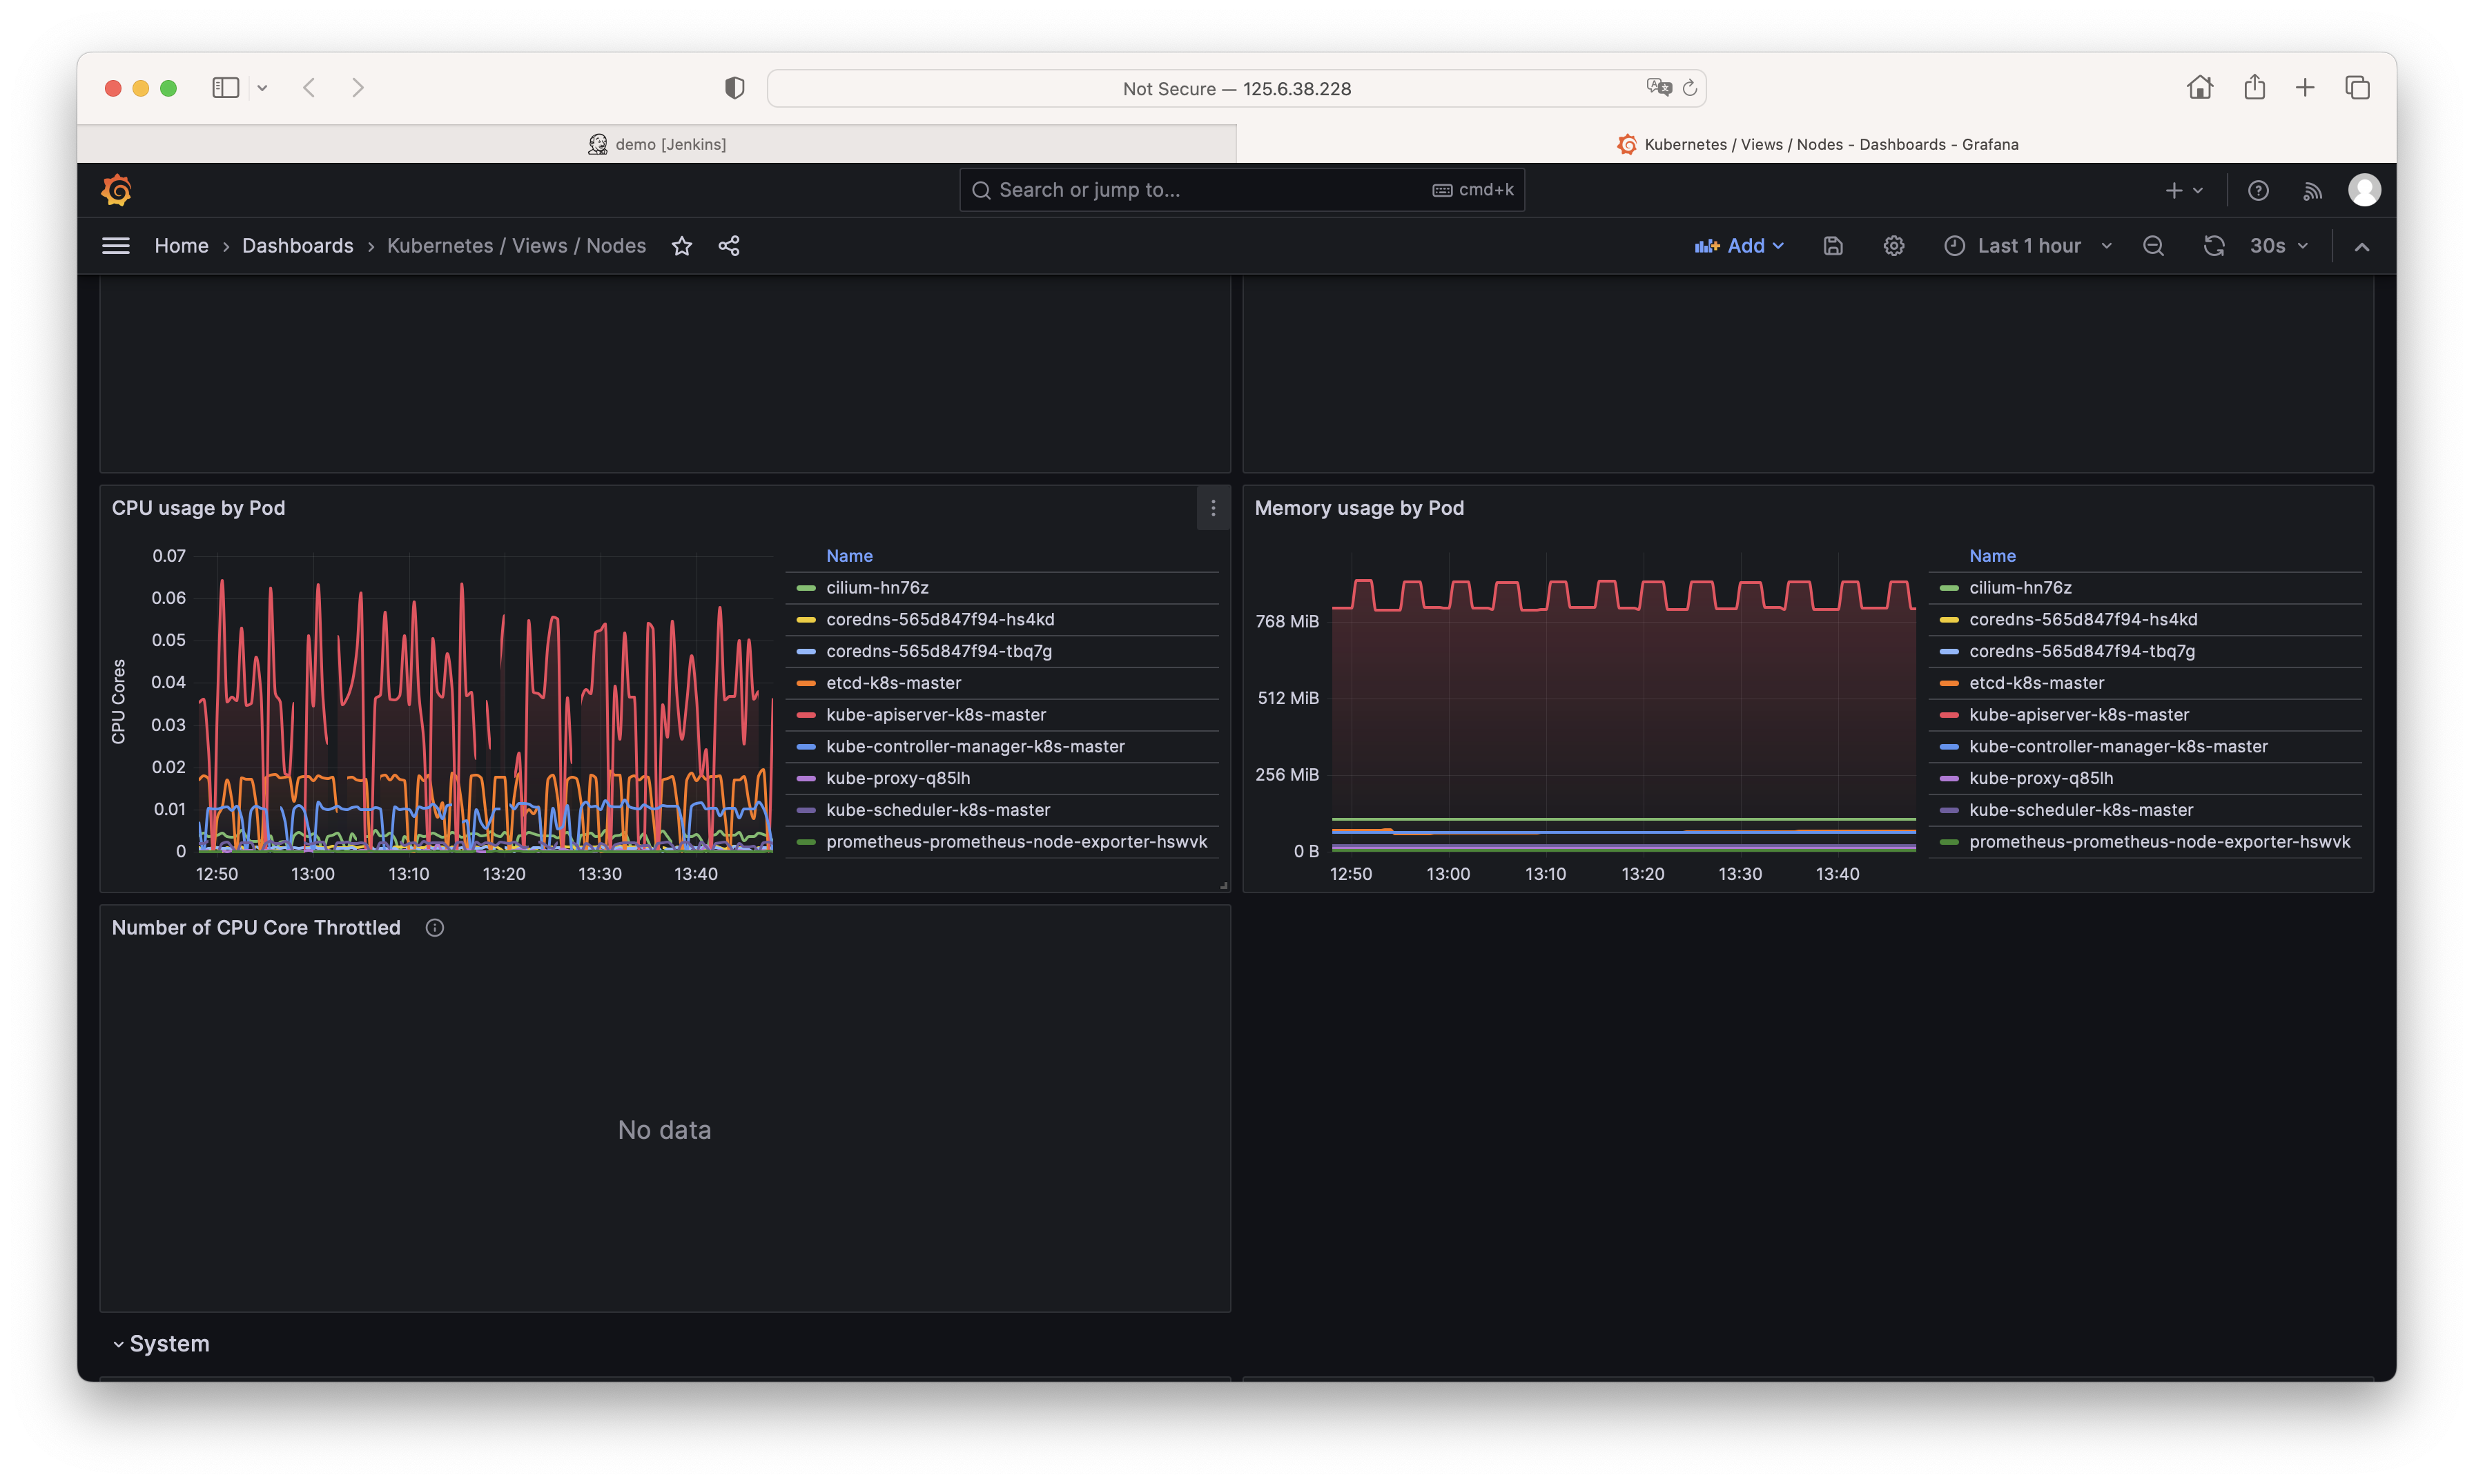 Not Secure — 125.6.38.228
demo [Jenkins]
Kubernetes / Views / Nodes - Dashboards - Grafana
Search or jump to...
cmd+k
Home › Dashboards › Kubernetes / Views / Nodes
Add
Last 1 hour
30s
CPU usage by Pod
CPU Cores
0.07
0.06
0.05
0.04
0.03
0.02
0.01
0
12:50 13:00 13:10 13:20 13:30 13:40
Name
cilium-hn76z
coredns-565d847f94-hs4kd
coredns-565d847f94-tbq7g
etcd-k8s-master
kube-apiserver-k8s-master
kube-controller-manager-k8s-master
kube-proxy-q85lh
kube-scheduler-k8s-master
prometheus-prometheus-node-exporter-hswvk
Memory usage by Pod
768 MiB
512 MiB
256 MiB
0 B
12:50 13:00 13:10 13:20 13:30 13:40
Name
cilium-hn76z
coredns-565d847f94-hs4kd
coredns-565d847f94-tbq7g
etcd-k8s-master
kube-apiserver-k8s-master
kube-controller-manager-k8s-master
kube-proxy-q85lh
kube-scheduler-k8s-master
prometheus-prometheus-node-exporter-hswvk
Number of CPU Core Throttled
No data
System